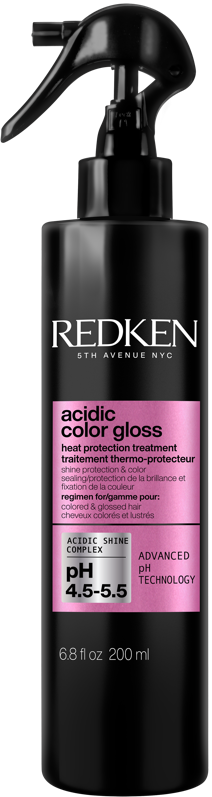 REDKEN
5TH AVENUE NYC
acidic
color gloss
heat protection treatment
traitement thermo-protecteur
shine protection & color
sealing/protection de la brillance et
fixation de la couleur
regimen for/gamme pour:
colored & glossed hair
cheveux colorés et lustrés
ACIDIC SHINE
COMPLEX
pH
4.5-5.5
ADVANCED
pH
TECHNOLOGY
6.8 fl oz 200 ml